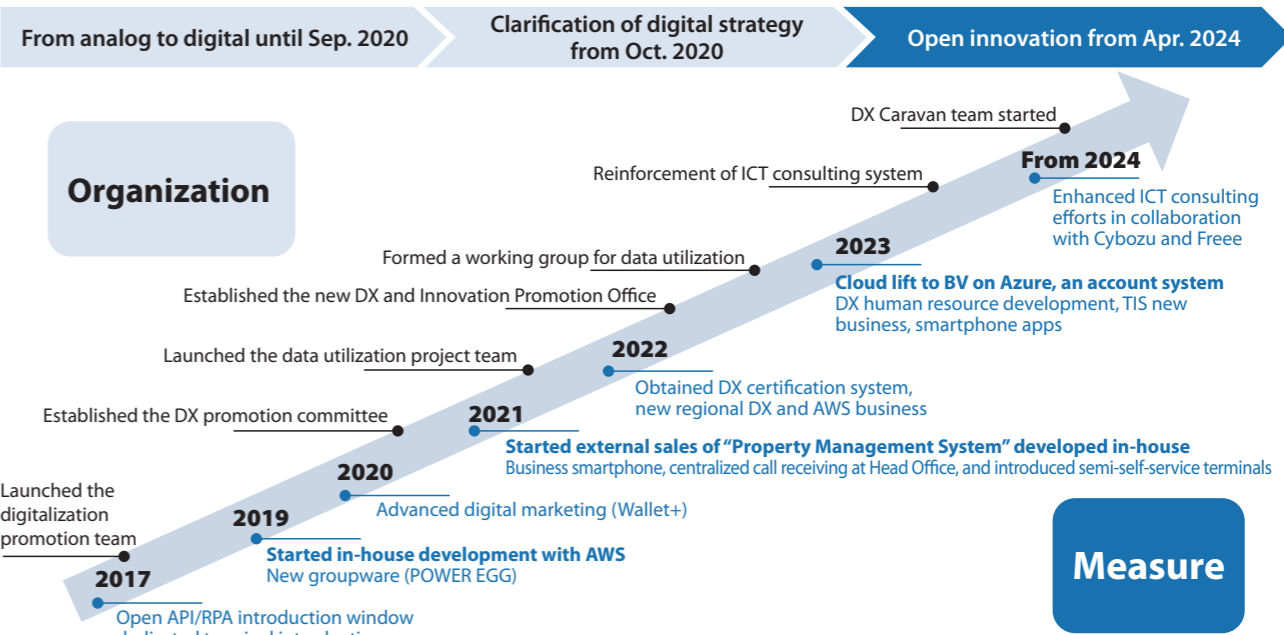 From analog to digital until Sep. 2020
Clarification of digital strategy
from Oct. 2020
Open innovation from Apr. 2024
Organization
DX Caravan team started
From 2024
Enhanced ICT consulting
efforts in collaboration
with Cybozu and Freee
Reinforcement of ICT consulting system
2023
Cloud lift to BV on Azure, an account system
DX human resource development, TIS new
business, smartphone apps
Formed a working group for data utilization
Established the new DX and Innovation Promotion Office
2022
Obtained DX certification system,
new regional DX and AWS business
Launched the data utilization project team
2021
Started external sales of “Property Management System” developed in-house
Business smartphone, centralized call receiving at Head Office, and introduced semi-self-service terminals
Established the DX promotion committee
2020
Advanced digital marketing (Wallet+)
2019
Started in-house development with AWS
New groupware (POWER EGG)
Launched the
digitalization
promotion team
2017
Open API/RPA introduction window
Measure